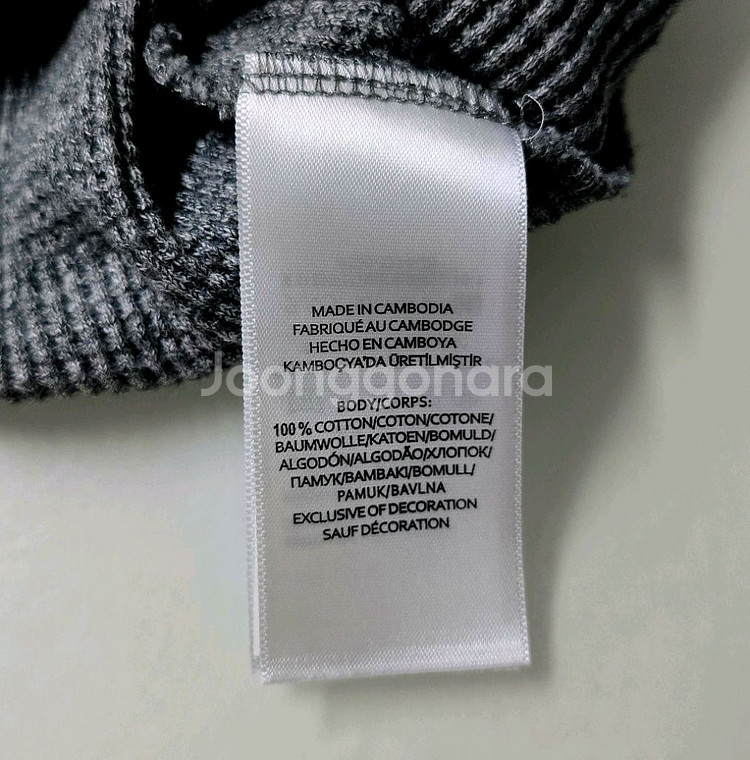 MADE IN CAMBODIA
FABRIQUÉ AU CAMBODGE
HECHO EN CAMBOYA
KAMBOÇYA'DA ÜRETİLMİŞTİR
Joonggonara
BODY/CORPS:
100 % COTTON/COTON/COTONE/
BAUMWOLLE/KATOEN/BOMULD/
ALGODÓN/ALGODÃO/ХЛОПОК/
ПАМУК/BAMBAKI/BOMULL/
PAMUK/BAVLNA
EXCLUSIVE OF DECORATION
SAUF DÉCORATION